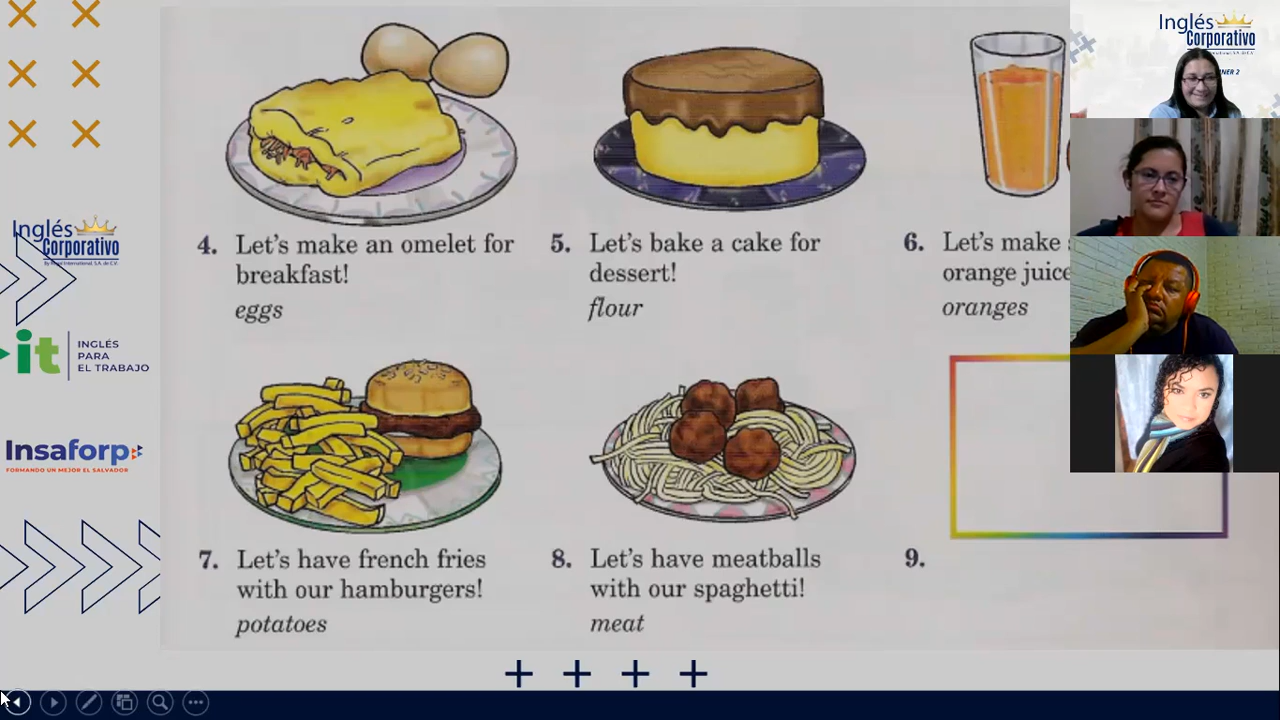 Inglés
Corporativo
Inglés
Corporativo
INGLÉS
PARA
EL TRABAJO
it
Insaforp
FORMANDO UN MEJOR EL SALVADOR
4. Let's make an omelet for
breakfast!
eggs
5. Let's bake a cake for
dessert!
flour
6. Let's make
orange juice
oranges
7. Let's have french fries
with our hamburgers!
potatoes
8. Let's have meatballs
with our spaghetti!
meat
9.